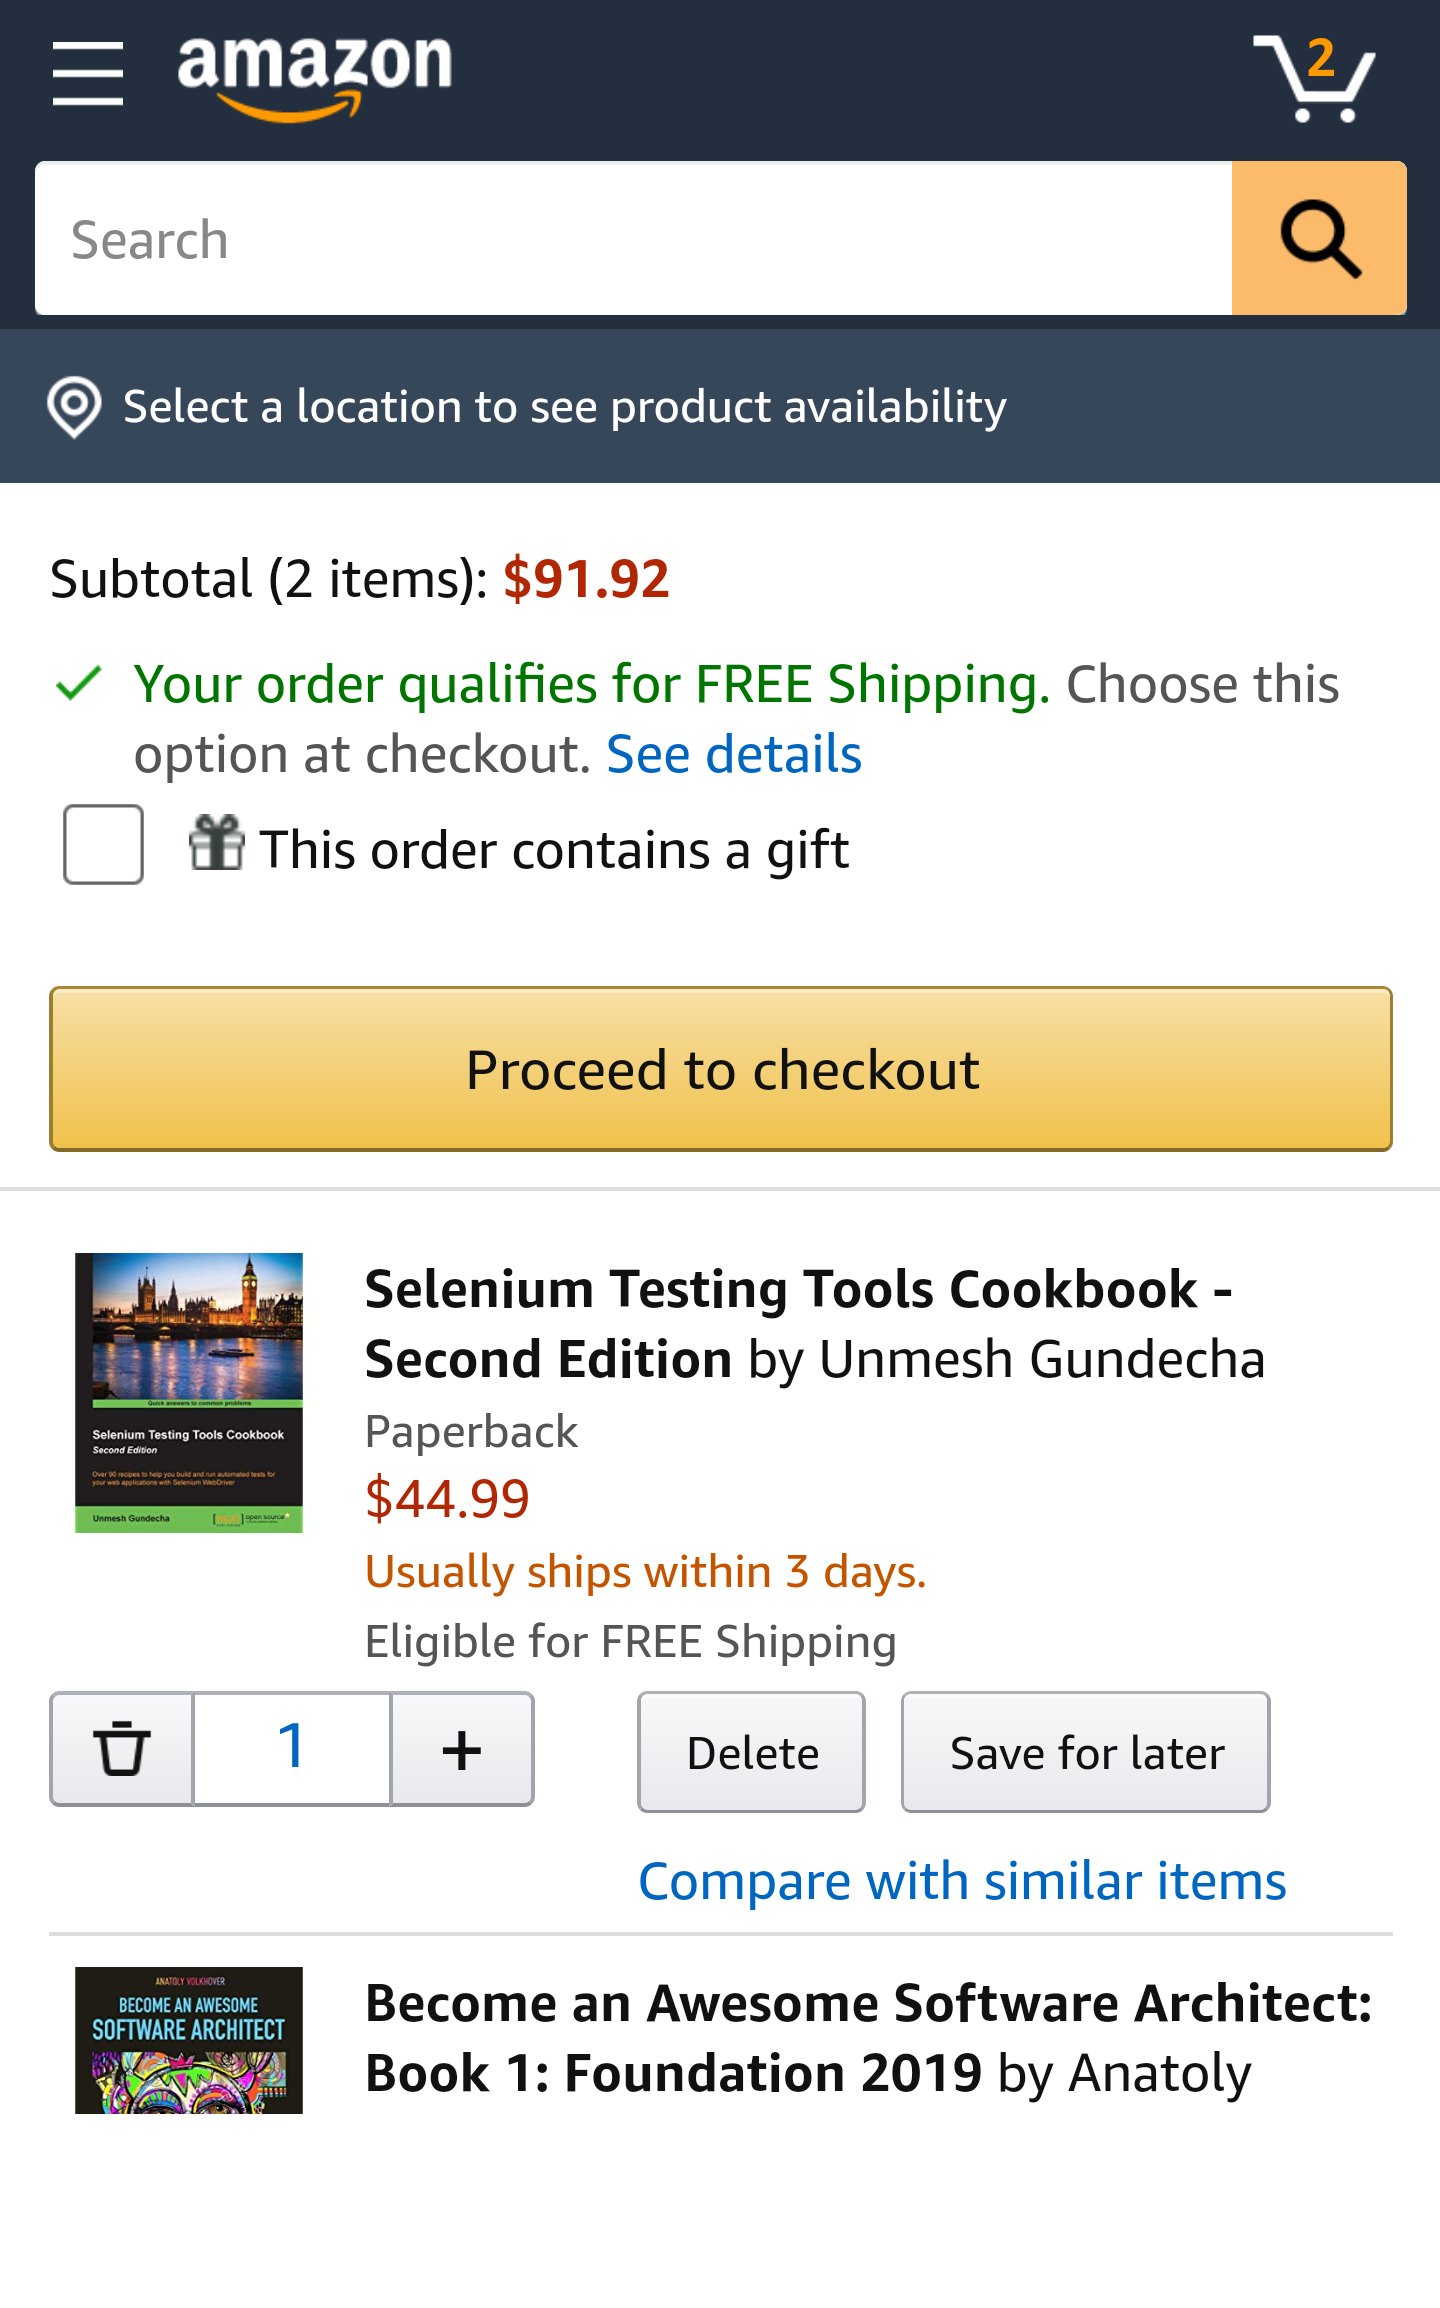 amazon
2
Search
Select a location to see product availability
Subtotal (2 items): $91.92
Your order qualifies for FREE Shipping. Choose this
option at checkout. See details
This order contains a gift
Proceed to checkout
Quick answers to common problems
Selenium Testing Tools Cookbook
Second Edition
Over 90 recipes to help you build and run automated tests for
your web applications with Selenium WebDriver
Unmesh Gundecha
open source
Selenium Testing Tools Cookbook -
Second Edition by Unmesh Gundecha
Paperback
$44.99
Usually ships within 3 days.
Eligible for FREE Shipping
1
+
Delete
Save for later
Compare with similar items
ANATOLY VOLKHOVER
BECOME AN AWESOME
SOFTWARE ARCHITECT
Become an Awesome Software Architect:
Book 1: Foundation 2019 by Anatoly